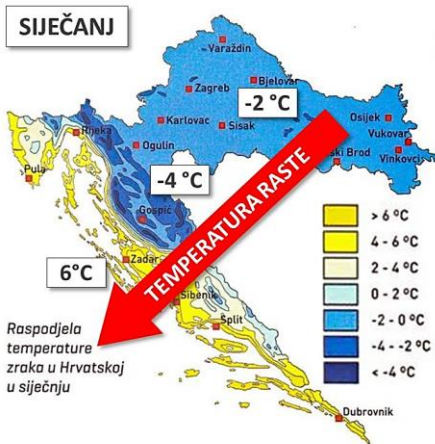 SIJEČANJ
Varaždin
Bjelovar
Zagreb
-2 °C
Osijek
Karlovac
Sisak
Vukovar
Rijeka
Ogulin
ski Brod
Vinkovci
Pula
-4 °C
Gospić
TEMPERATURA RASTE
6°C
Zadar
Šibenik
Split
Dubrovnik
> 6 °C
4 - 6 °C
2 - 4 °C
0 - 2 °C
-2 - 0 °C
-4 - -2 °C
< -4 °C
Raspodjela
temperature
zraka u Hrvatskoj
u siječnju